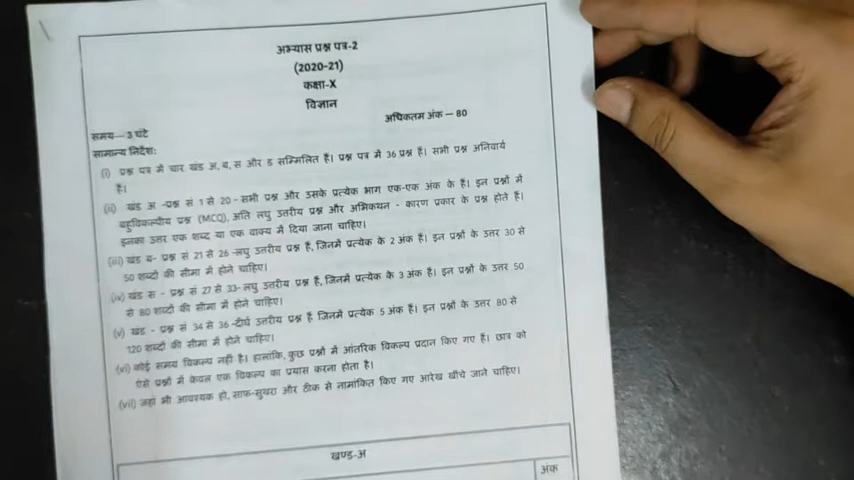 अभ्यास प्रश्न पत्र-2
(2020-21)
कक्षा-X
विज्ञान
अधिकतम अंक – 80
समय— 3 घंटे
सामान्य निर्देश:
(i) प्रश्न पत्र में चार खंड अ, ब, स और ड सम्मिलित हैं। प्रश्न पत्र में 36 प्रश्न हैं। सभी प्रश्न अनिवार्य
हैं।
(ii) खंड अ -प्रश्न सं 1 से 20 - सभी प्रश्न और उसके प्रत्येक भाग एक-एक अंक के हैं। इन प्रश्नों में
बहुविकल्पीय प्रश्न (MCQ), अति लघु उत्तरीय प्रश्न और अभिकथन - कारण प्रकार के प्रश्न होते हैं।
इनका उत्तर एक शब्द या एक वाक्य में दिया जाना चाहिए।
(iii) खंड ब- प्रश्न सं 21 से 26 -लघु उत्तरीय प्रश्न हैं, जिनमें प्रत्येक के 2 अंक हैं। इन प्रश्नों के उत्तर 30 से
50 शब्दों की सीमा में होने चाहिए।
(iv) खंड स - प्रश्न सं 27 से 33- लघु उत्तरीय प्रश्न हैं, जिनमें प्रत्येक के 3 अंक हैं। इन प्रश्नों के उत्तर 50
से 80 शब्दों की सीमा में होने चाहिए।
(v) खंड - प्रश्न सं 34 से 36 -दीर्घ उत्तरीय प्रश्न हैं जिनमें प्रत्येक 5 अंक हैं। इन प्रश्नों के उत्तर 80 से
120 शब्दों की सीमा में होने चाहिए।
(vi) कोई समग्र विकल्प नहीं है। हालांकि, कुछ प्रश्नों में आंतरिक विकल्प प्रदान किए गए हैं। छात्र को
ऐसे प्रश्नों में केवल एक विकल्प का प्रयास करना होता है।
(vii) जहां भी आवश्यक हो, साफ-सुथरा और ठीक से नामांकित किए गए आरेख खींचे जाने चाहिए।
खण्ड-अ
अंक